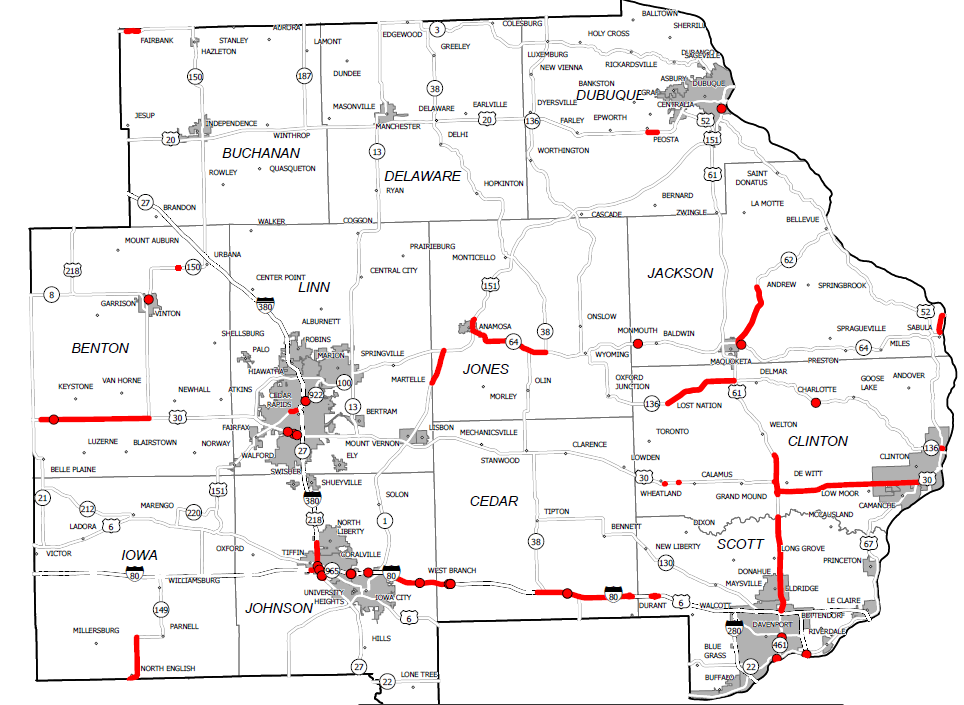 BALLTOWN
COLESBURG
SHERRILL
AURORA
EDGEWOOD
3
HOLY CROSS
FAIRBANK
STANLEY
LAMONT
GREELEY
HAZLETON
LUXEMBURG
RICKARDSVILLE
SAGEVILLE
NEW VIENNA
150
187
DUNDEE
38
BANKSTON
ASBURY
DUBUQUE
DUBUQUE
MASONVILLE
DELAWARE
EARLVILLE
DYERSVILLE
CENTRALIA
JESUP
INDEPENDENCE
MANCHESTER
20
136
FARLEY
EPWORTH
52
20
WINTHROP
DELHI
PEOSTA
151
BUCHANAN
13
WORTHINGTON
QUASQUETON
DELAWARE
61
SAINT
DONATUS
ROWLEY
RYAN
HOPKINTON
27
BERNARD
LA MOTTE
BRANDON
CASCADE
ZWINGLE
WALKER
COGGON
BELLEVUE
MOUNT AURBURN
PRAIRIEBURG
URBANA
MONTICELLO
62
218
150
CENTER POINT
CENTRAL CITY
JACKSON
LINN
151
ANDREW
SPRINGBROOK
8
GARRISON
380
VINTON
ALBURNETT
ONSLOW
52
SHELLSBURG
ANAMOSA
38
MONMOUTH
BALDWIN
SPRAGUEVILLE
SABULA
BENTON
PALO
ROBINS
MARION
SPRINGVILLE
64
WYOMING
64
MILES
MAQUOKETA
PRESTON
HIAWATHA
JONES
DELMAR
KEYSTONE
VAN HORNE
NEWHALL
ATKINS
100
MARTELLE
OLIN
OXFORD
JUNCTION
GOOSE
LAKE
ANDOVER
CEDAR
RAPIDS
922
MORLEY
61
CHARLOTTE
13
BERTRAM
136
LOST NATION
30
FAIRFAX
LISBON
WELTON
LUZERNE
BLAIRSTOWN
NORWAY
MOUNT VERNON
MECHANICSVILLE
TORONTO
CLINTON
27
CLARENCE
136
WALFORD
ELY
STANWOOD
LOWDEN
CLINTON
BELLE PLAINE
SWISHER
30
CALAMUS
DE WITT
30
SHUEYVILLE
WHEATLAND
GRAND MOUND
LOW MOOR
21
151
380
SOLON
CEDAR
CAMANCHE
212
MARENGO
220
218
NORTH
LIBERTY
1
TIPTON
DIXON
MCCAUSLAND
LADORA
6
BENNETT
SCOTT
67
VICTOR
OXFORD
TIFFIN
CORALVILLE
38
NEW LIBERTY
LONG GROVE
PRINCETON
IOWA
80
965
80
WEST BRANCH
130
DONAHUE
WILLIAMSBURG
MAYSVILLE
ELDRIDGE
UNIVERSITY
HEIGHTS
IOWA CITY
80
DURANT
6
WALCOTT
LE CLAIRE
149
JOHNSON
6
280
DAVENPORT
BETTENDORF
MILLERSBURG
PARNELL
RIVERDALE
HILLS
BLUE
GRASS
461
NORTH ENGLISH
27
22
LONE TREE
22
BUFFALO